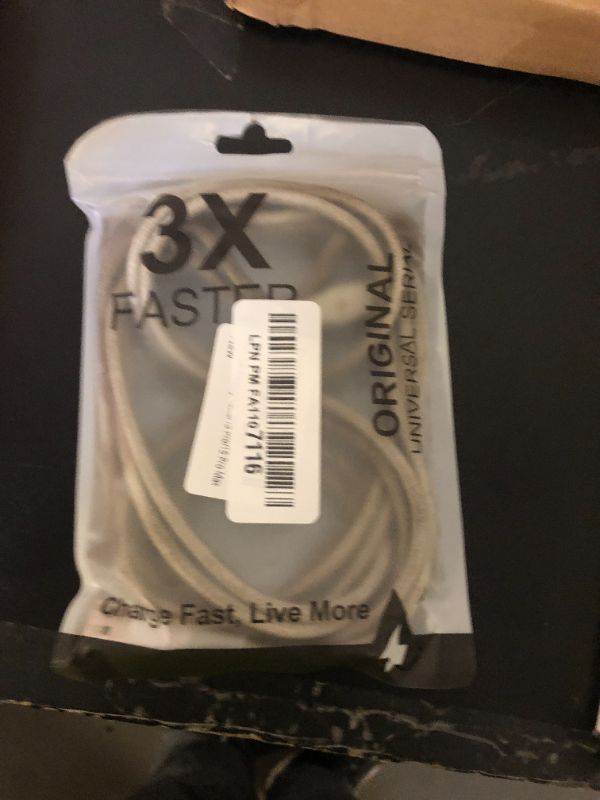 3X
FASTER
ORIGINAL
UNIVERSAL SERIAL
LPN PM FA1107116
Charge Fast, Live More